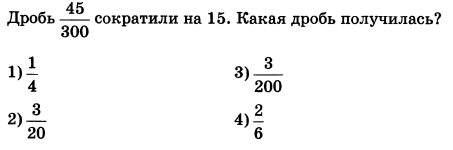 Дробь 45/300 сократили на 15. Какая дробь получилась?
1) 1/4 3) 3/200
2) 3/20 4) 2/6